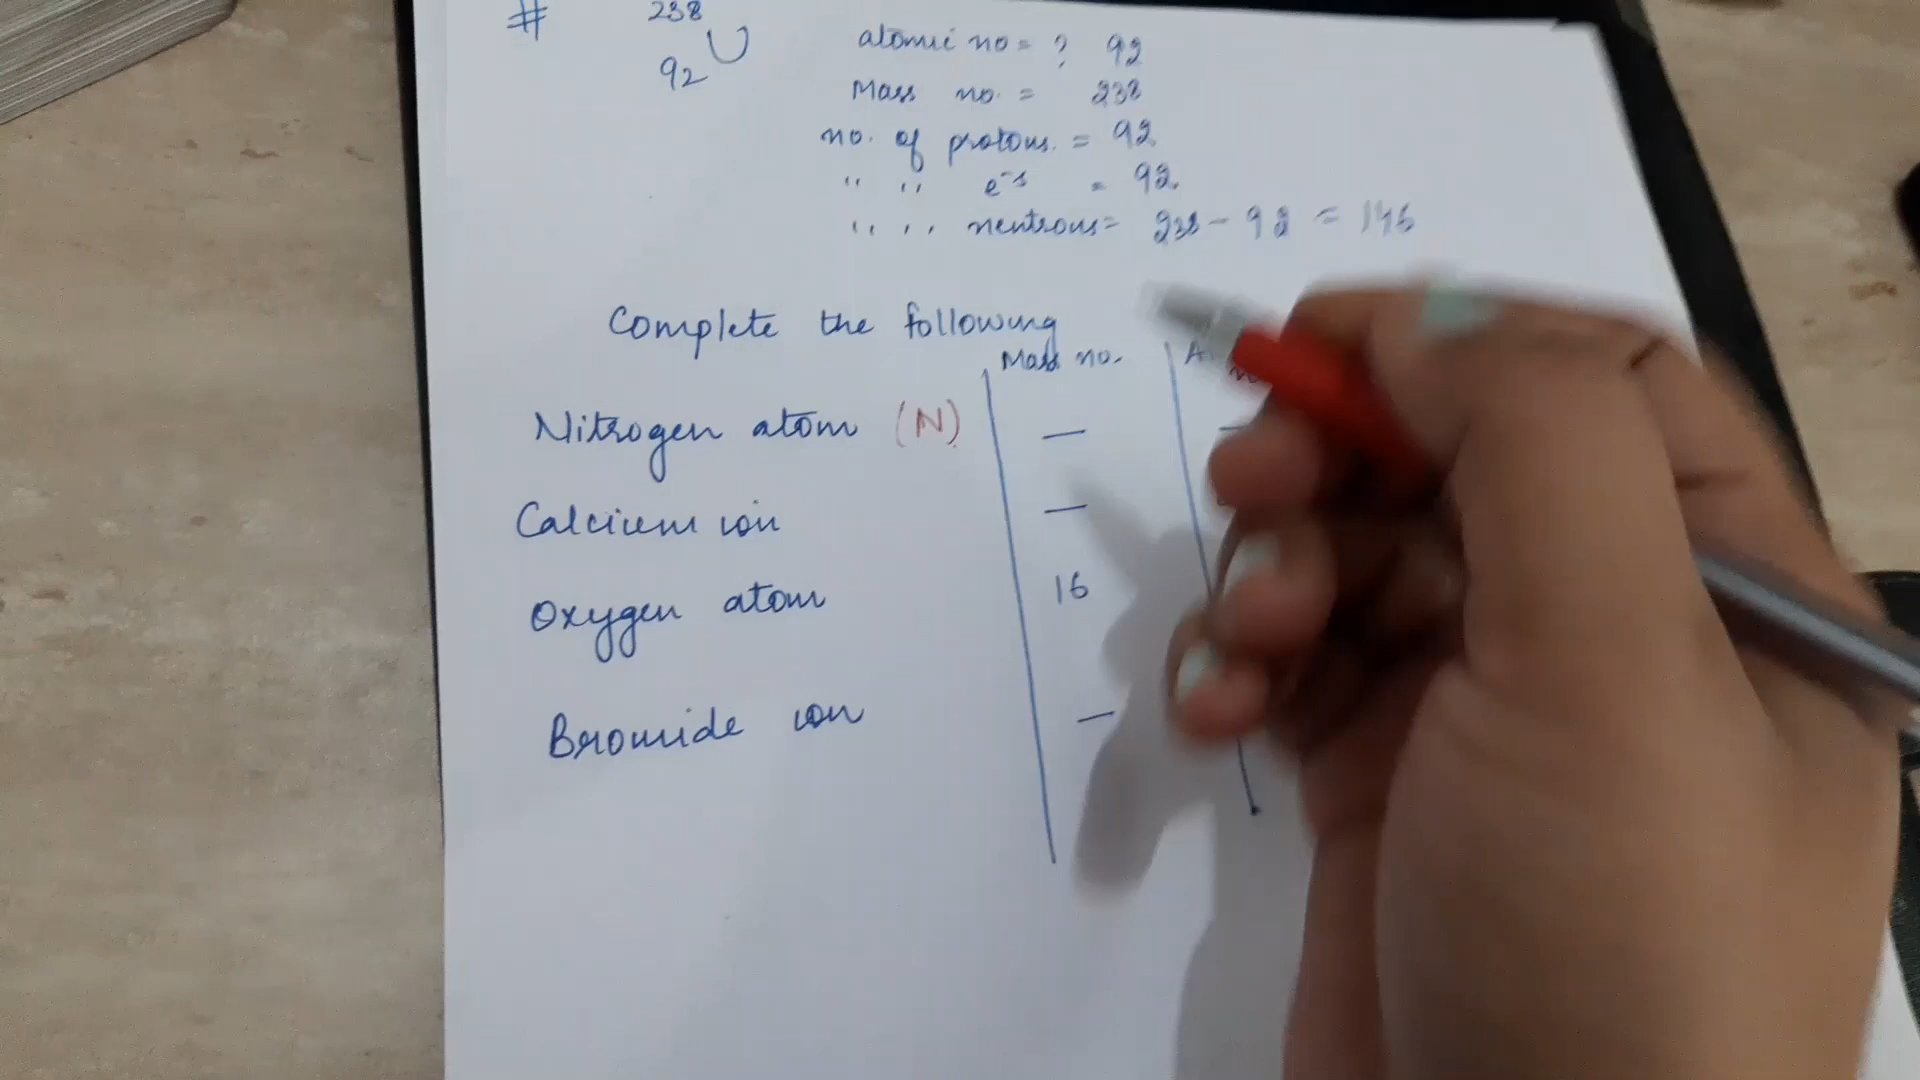 # 238
92 U
atomic no = ? 92
Mass no. = 238
no. of protons. = 92
" " e⁻s = 92.
" " neutrons = 238 - 92 = 146
Complete the following
Mass no.
Nitrogen atom (N) —
Calcium ion —
Oxygen atom 16
Bromide ion —